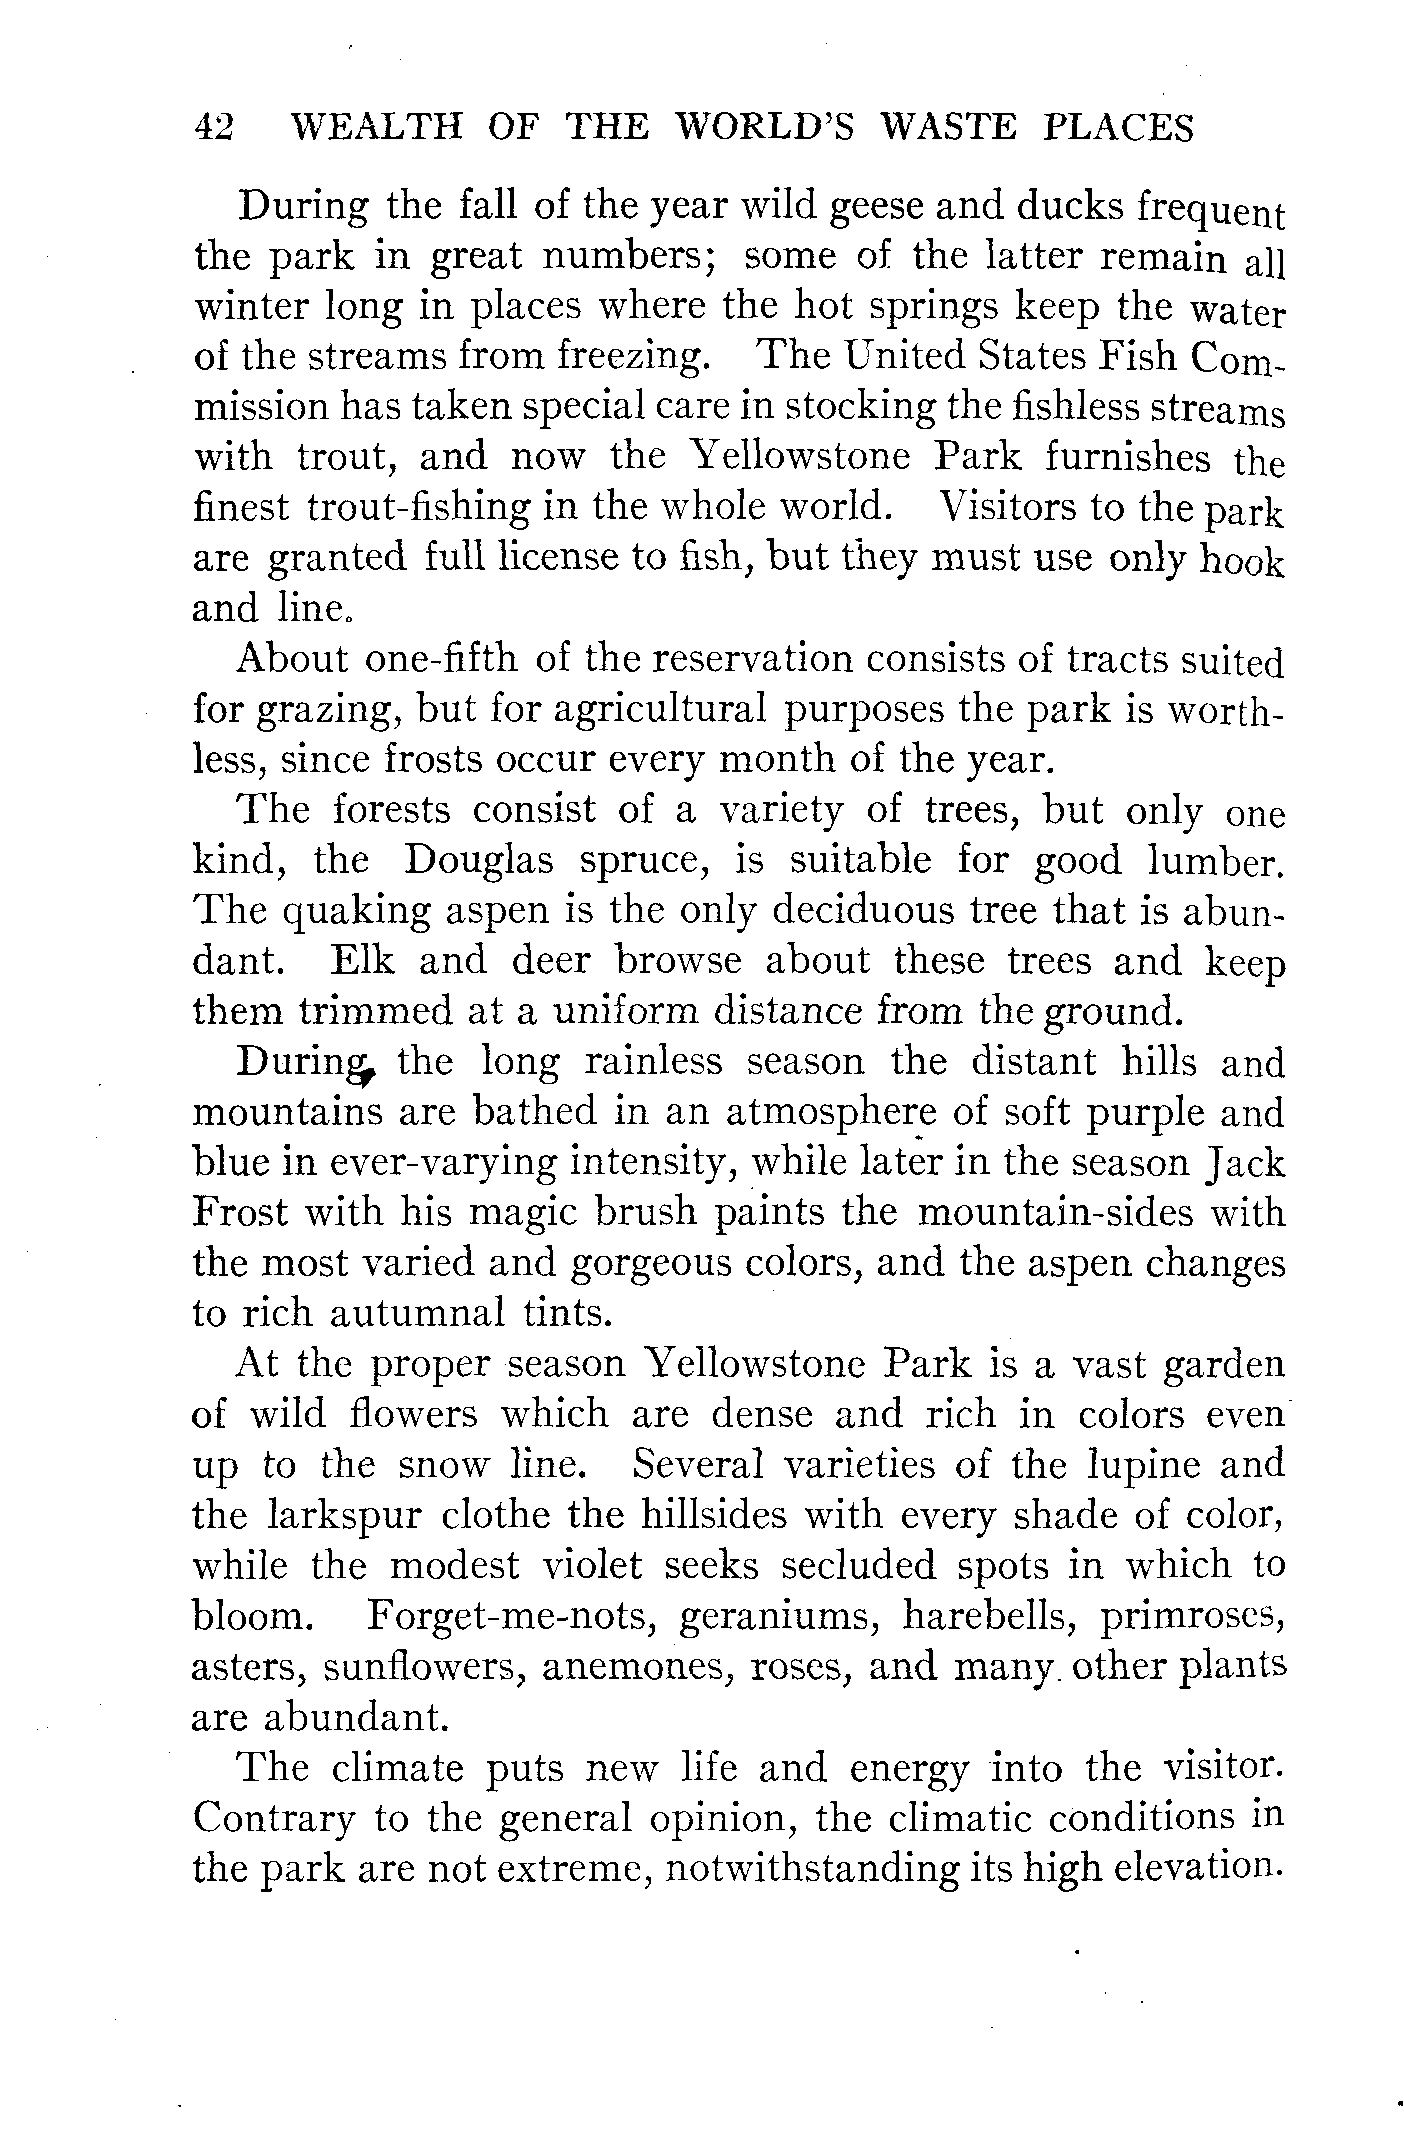 42 WEALTH OF THE WORLD'S WASTE PLACES
During the fall of the year wild geese and ducks frequent
the park in great numbers; some of the latter remain all
winter long in places where the hot springs keep the water
of the streams from freezing. The United States Fish Com-
mission has taken special care in stocking the fishless streams
with trout, and now the Yellowstone Park furnishes the
finest trout-fishing in the whole world. Visitors to the park
are granted full license to fish, but they must use only hook
and line.
About one-fifth of the reservation consists of tracts suited
for grazing, but for agricultural purposes the park is worth-
less, since frosts occur every month of the year.
The forests consist of a variety of trees, but only one
kind, the Douglas spruce, is suitable for good lumber.
The quaking aspen is the only deciduous tree that is abun-
dant. Elk and deer browse about these trees and keep
them trimmed at a uniform distance from the ground.
During the long rainless season the distant hills and
mountains are bathed in an atmosphere of soft purple and
blue in ever-varying intensity, while later in the season Jack
Frost with his magic brush paints the mountain-sides with
the most varied and gorgeous colors, and the aspen changes
to rich autumnal tints.
At the proper season Yellowstone Park is a vast garden
of wild flowers which are dense and rich in colors even
up to the snow line. Several varieties of the lupine and
the larkspur clothe the hillsides with every shade of color,
while the modest violet seeks secluded spots in which to
bloom. Forget-me-nots, geraniums, harebells, primroses,
asters, sunflowers, anemones, roses, and many other plants
are abundant.
The climate puts new life and energy into the visitor.
Contrary to the general opinion, the climatic conditions in
the park are not extreme, notwithstanding its high elevation.